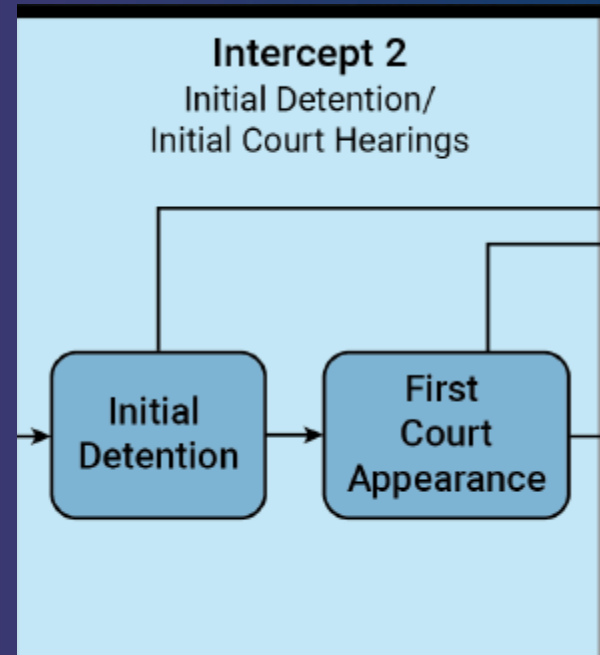 Intercept 2
Initial Detention/
Initial Court Hearings
Initial
Detention
First
Court
Appearance